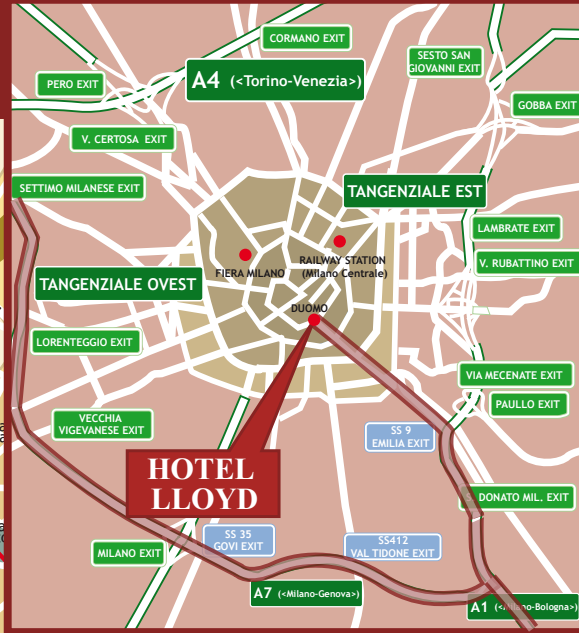 CORMANO EXIT
SESTO SAN
GIOVANNI EXIT
PERO EXIT
A4 (<Torino-Venezia>)
GOBBA EXIT
V. CERTOSA EXIT
SETTIMO MILANESE EXIT
TANGENZIALE EST
LAMBRATE EXIT
FIERA MILANO
RAILWAY STATION
(Milano Centrale)
V. RUBATTINO EXIT
TANGENZIALE OVEST
DUOMO
LORENTEGGIO EXIT
VIA MECENATE EXIT
PAULLO EXIT
VECCHIA
VIGEVANESE EXIT
SS 9
EMILIA EXIT
HOTEL
LLOYD
DONATO MIL. EXIT
SS 35
GOVI EXIT
SS412
VAL TIDONE EXIT
MILANO EXIT
A7 (<Milano-Genova>)
A1 (<Milano-Bologna>)